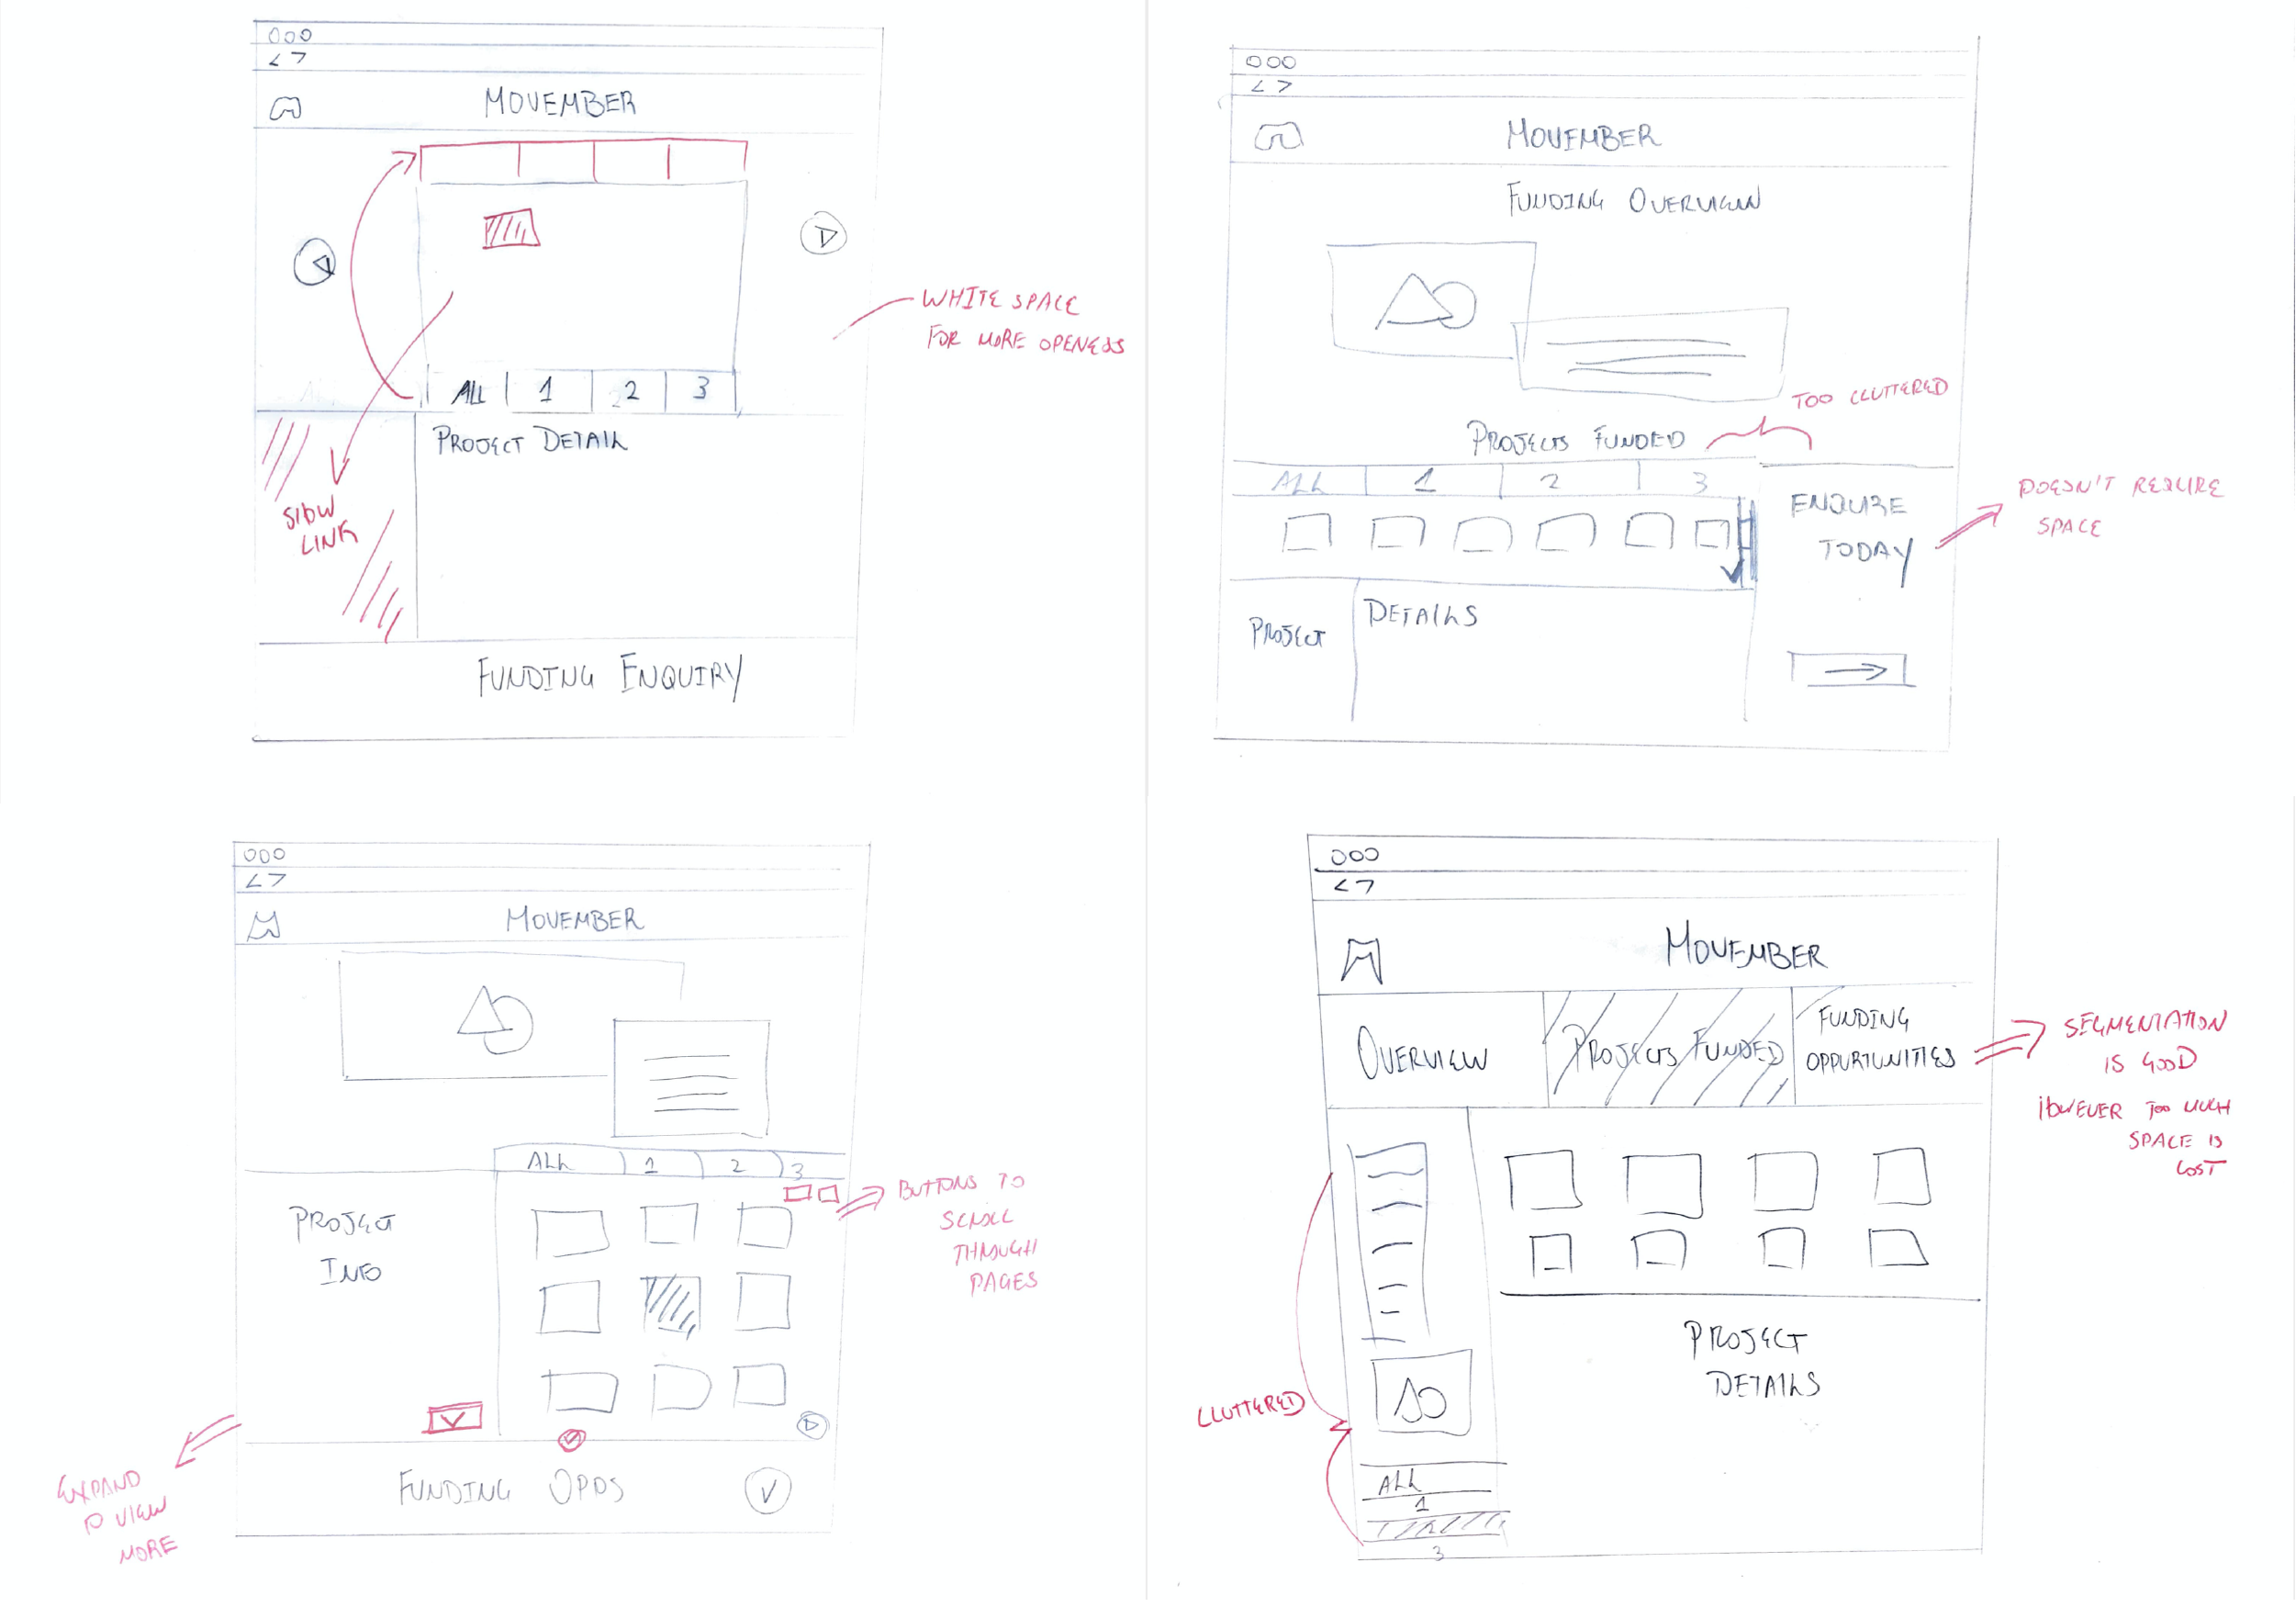 MOVEMBER
ALL 1 2 3
PROJECT DETAIL
SHOW
LINK
FUNDING ENQUIRY
WHITE SPACE
FOR MORE OPENESS
MOVEMBER
FUNDING OVERVIEW
TOO CLUTTERED
PROJECTS FUNDED
ALL 1 2 3
ENQUIRE
TODAY
DOESN'T REQUIRE
SPACE
PROJECT
DETAILS
MOVEMBER
ALL 1 2 3
PROJECT
INFO
BUTTONS TO
SCROLL
THROUGH
PAGES
EXPAND
TO VIEW
MORE
FUNDING OPPS
MOVEMBER
OVERVIEW
PROJECTS FUNDED
FUNDING
OPPURTUNITIES
SEGMENTATION
IS GOOD
HOWEVER TOO MUCH
SPACE IS
LOST
PROJECT
DETAILS
CLUTTERED
ALL
1
3